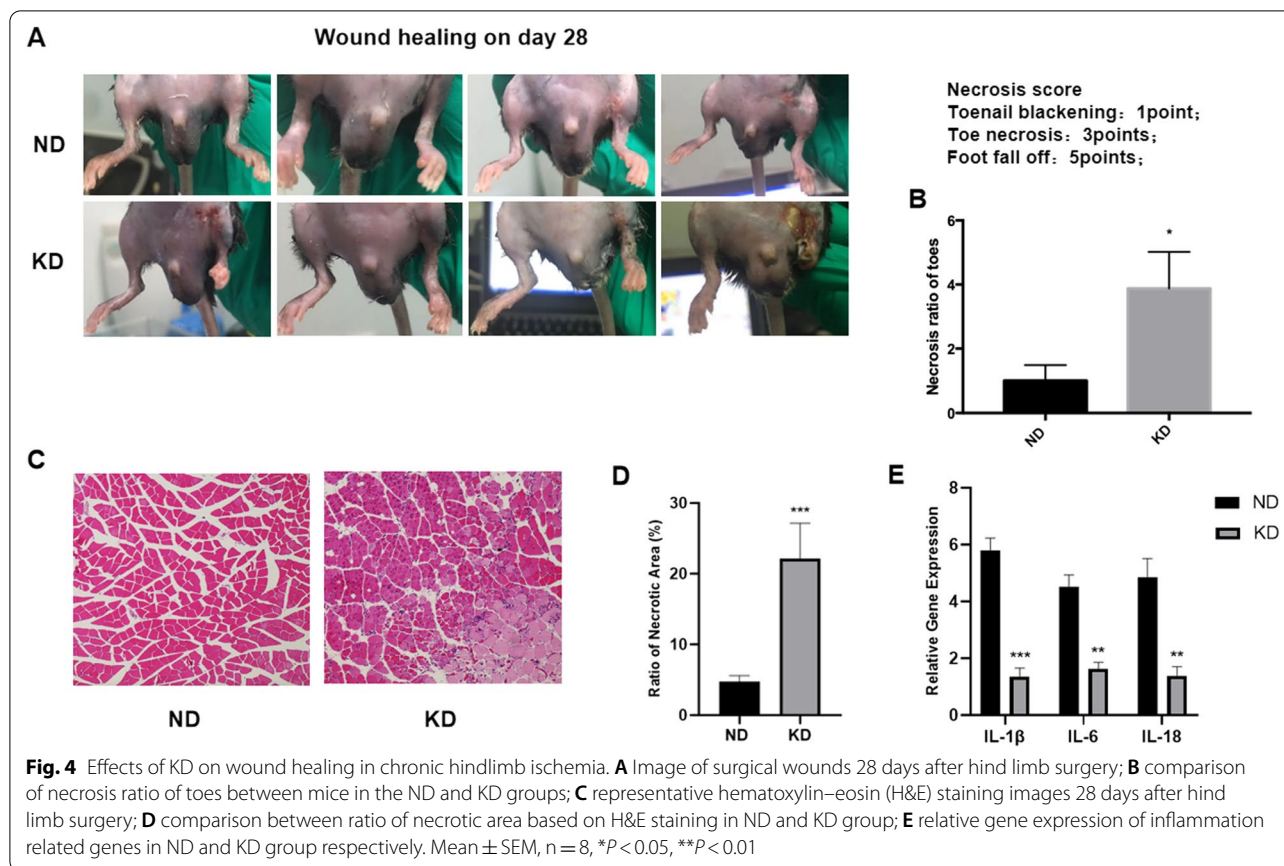 A
Wound healing on day 28
ND
KD
Necrosis score
Toenail blackening：1point;
Toe necrosis：3points;
Foot fall off：5points;
B
Necrosis ratio of toes
6
4
2
0
*
ND
KD
C
ND
KD
D
Ratio of Necrotic Area (%)
30
20
10
0
***
ND
KD
E
Relative Gene Expression
8
6
4
2
0
***
**
**
IL-1β
IL-6
IL-18
ND
KD
Fig. 4 Effects of KD on wound healing in chronic hindlimb ischemia. A Image of surgical wounds 28 days after hind limb surgery; B comparison
of necrosis ratio of toes between mice in the ND and KD groups; C representative hematoxylin–eosin (H&E) staining images 28 days after hind
limb surgery; D comparison between ratio of necrotic area based on H&E staining in ND and KD group; E relative gene expression of inflammation
related genes in ND and KD group respectively. Mean ± SEM, n = 8, *P < 0.05, **P < 0.01